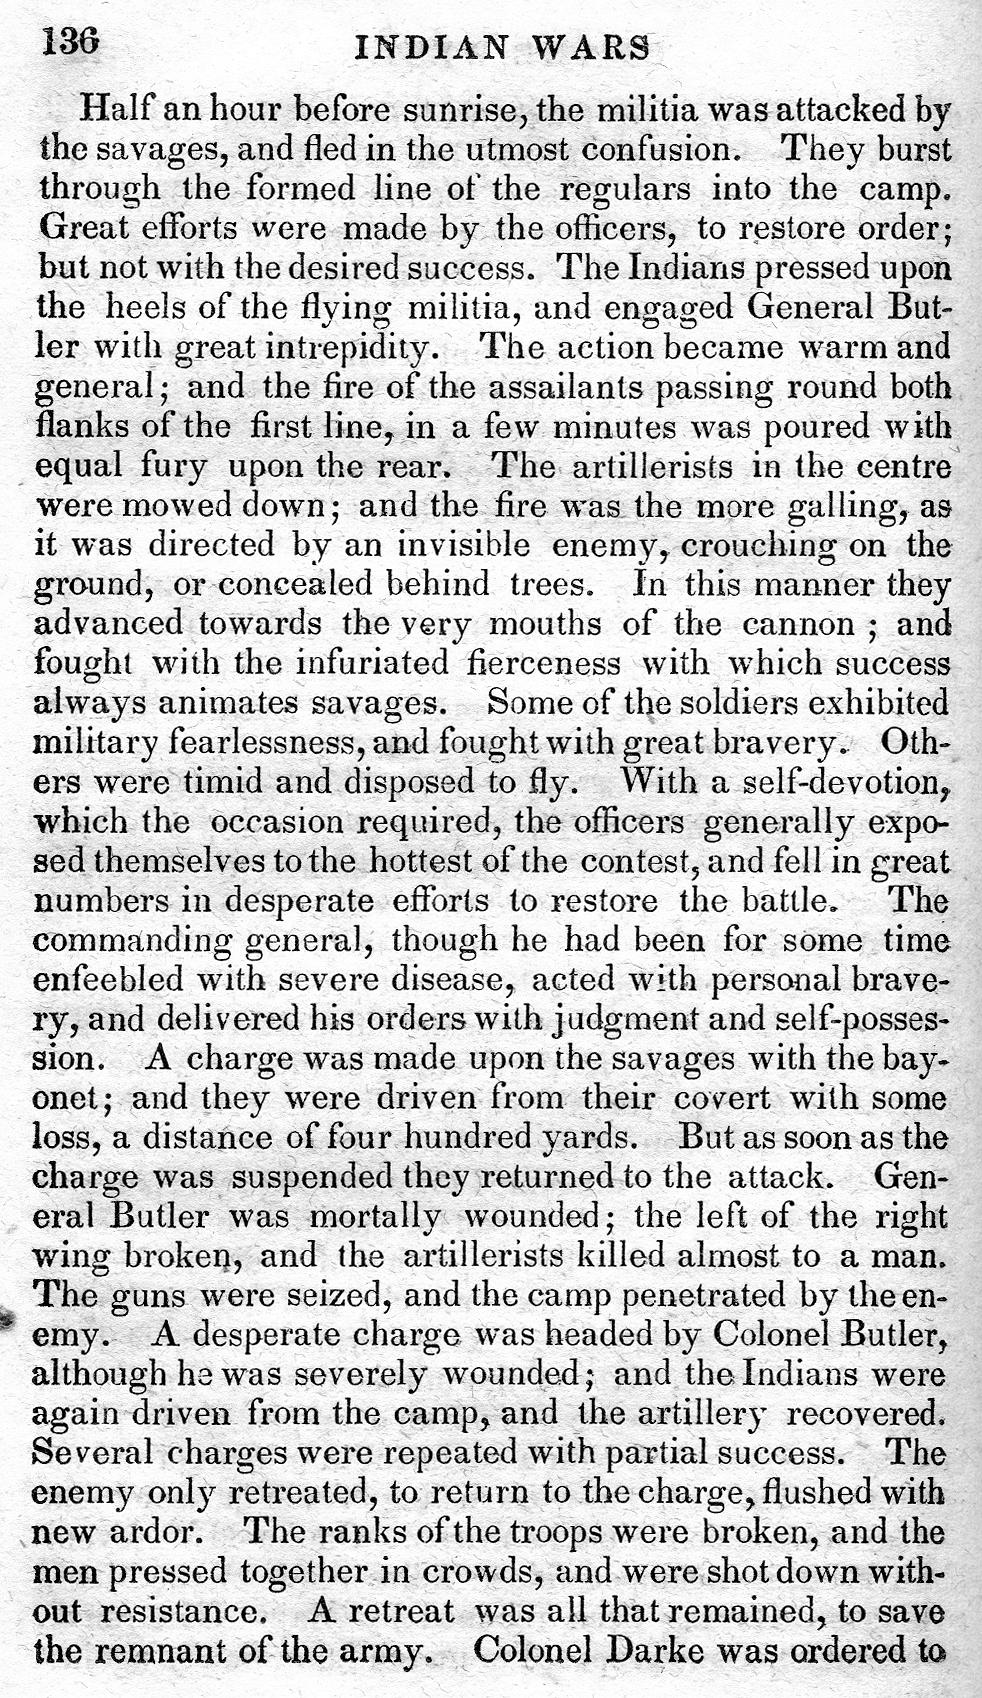 136
INDIAN WARS
Half an hour before sunrise, the militia was attacked by
the savages, and fled in the utmost confusion. They burst
through the formed line of the regulars into the camp.
Great efforts were made by the officers, to restore order;
but not with the desired success. The Indians pressed upon
the heels of the flying militia, and engaged General But-
ler with great intrepidity. The action became warm and
general; and the fire of the assailants passing round both
flanks of the first line, in a few minutes was poured with
equal fury upon the rear. The artillerists in the centre
were mowed down; and the fire was the more galling, as
it was directed by an invisible enemy, crouching on the
ground, or concealed behind trees. In this manner they
advanced towards the very mouths of the cannon ; and
fought with the infuriated fierceness with which success
always animates savages. Some of the soldiers exhibited
military fearlessness, and fought with great bravery. Oth-
ers were timid and disposed to fly. With a self-devotion,
which the occasion required, the officers generally expo-
sed themselves to the hottest of the contest, and fell in great
numbers in desperate efforts to restore the battle. The
commanding general, though he had been for some time
enfeebled with severe disease, acted with personal brave-
ry, and delivered his orders with judgment and self-posses-
sion. A charge was made upon the savages with the bay-
onet; and they were driven from their covert with some
loss, a distance of four hundred yards. But as soon as the
charge was suspended they returned to the attack. Gen-
eral Butler was mortally wounded; the left of the right
wing broken, and the artillerists killed almost to a man.
The guns were seized, and the camp penetrated by the en-
emy. A desperate charge was headed by Colonel Butler,
although he was severely wounded; and the Indians were
again driven from the camp, and the artillery recovered.
Several charges were repeated with partial success. The
enemy only retreated, to return to the charge, flushed with
new ardor. The ranks of the troops were broken, and the
men pressed together in crowds, and were shot down with-
out resistance. A retreat was all that remained, to save
the remnant of the army. Colonel Darke was ordered to